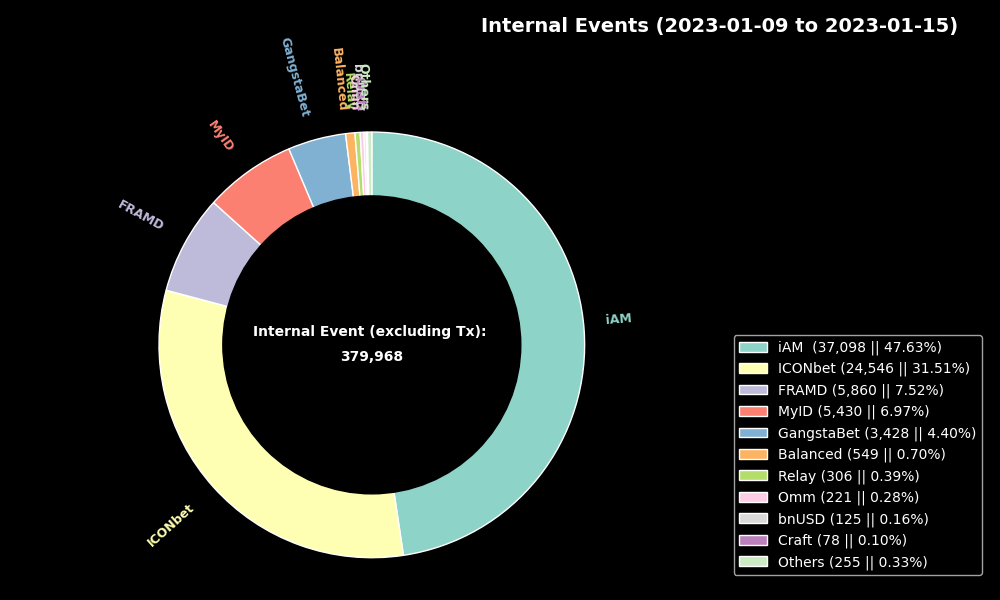 Internal Events (2023-01-09 to 2023-01-15)
GangstaBet
Balanced
Relay
Others
MyID
FRAMD
iAM
ICONbet
Internal Event (excluding Tx):
379,968
iAM  (37,098 || 47.63%)
ICONbet (24,546 || 31.51%)
FRAMD (5,860 || 7.52%)
MyID (5,430 || 6.97%)
GangstaBet (3,428 || 4.40%)
Balanced (549 || 0.70%)
Relay (306 || 0.39%)
Omm (221 || 0.28%)
bnUSD (125 || 0.16%)
Craft (78 || 0.10%)
Others (255 || 0.33%)